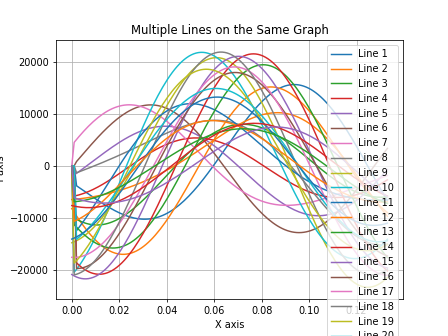 Multiple Lines on the Same Graph
20000
10000
0
−10000
−20000
0.00
0.02
0.04
0.06
0.08
0.10
X axis
Line 1
Line 2
Line 3
Line 4
Line 5
Line 6
Line 7
Line 8
Line 9
Line 10
Line 11
Line 12
Line 13
Line 14
Line 15
Line 16
Line 17
Line 18
Line 19
Line 20